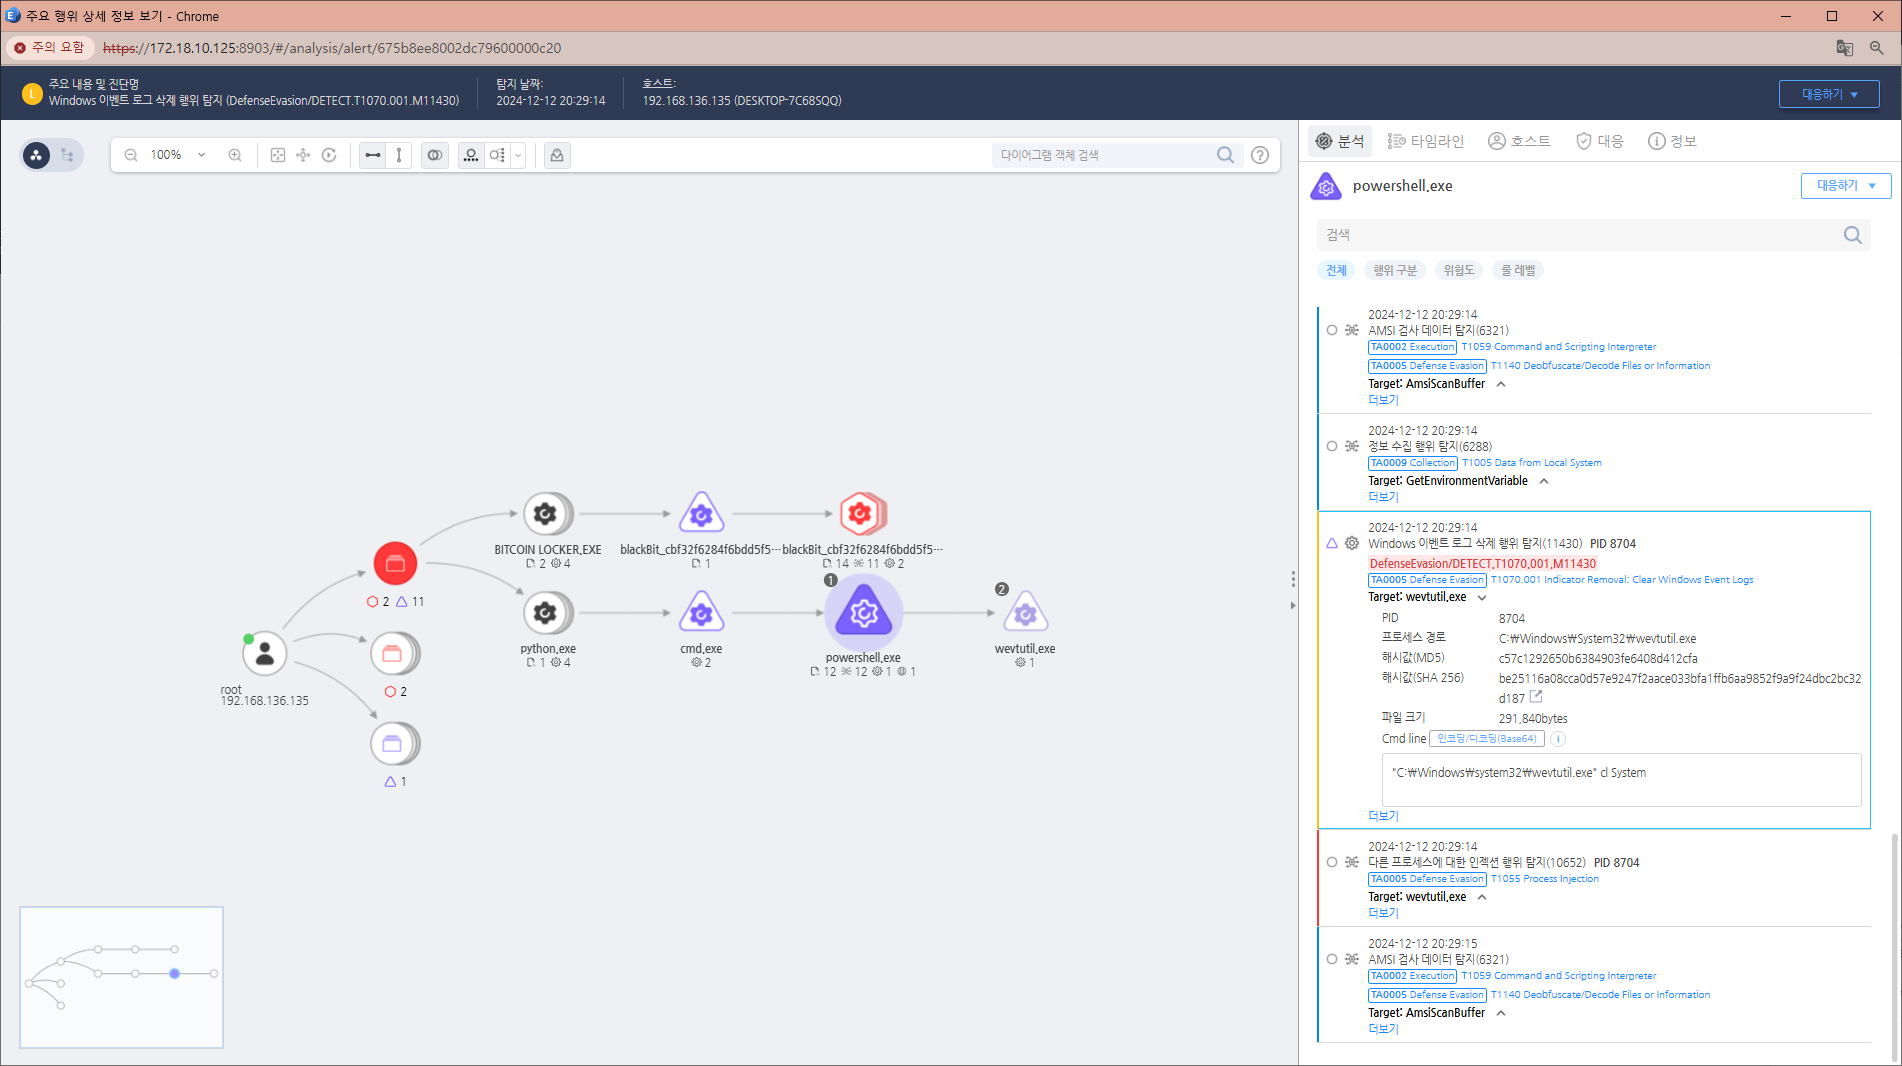 주요 행위 상세 정보 보기 - Chrome
주의 요함 https://172.18.10.125:8903/#/analysis/alert/675b8ee8002dc79600000c20
L
주요 내용 및 진단명
Windows 이벤트 로그 삭제 행위 탐지 (DefenseEvasion/DETECT.T1070.001.M11430)
탐지 날짜:
2024-12-12 20:29:14
호스트:
192.168.136.135 (DESKTOP-7C68SQQ)
대응하기
100%
다이어그램 객체 검색
BITCOIN LOCKER.EXE
2 4
blackBit_cbf32f6284f6bdd5f5···
1
blackBit_cbf32f6284f6bdd5f5···
14 11 2
2 11
1
2
python.exe
1 4
cmd.exe
2
powershell.exe
12 12 1 1
wevtutil.exe
1
root
192.168.136.135
2
1
분석
타임라인
호스트
대응
정보
powershell.exe
대응하기
검색
전체 행위 구분 위험도 룰 레벨
2024-12-12 20:29:14
AMSI 검사 데이터 탐지(6321)
TA0002 Execution T1059 Command and Scripting Interpreter
TA0005 Defense Evasion T1140 Deobfuscate/Decode Files or Information
Target: AmsiScanBuffer
더보기
2024-12-12 20:29:14
정보 수집 행위 탐지(6288)
TA0009 Collection T1005 Data from Local System
Target: GetEnvironmentVariable
더보기
2024-12-12 20:29:14
Windows 이벤트 로그 삭제 행위 탐지(11430) PID 8704
DefenseEvasion/DETECT.T1070.001.M11430
TA0005 Defense Evasion T1070.001 Indicator Removal: Clear Windows Event Logs
Target: wevtutil.exe
PID 8704
프로세스 경로 C:₩Windows₩System32₩wevtutil.exe
해시값(MD5) c57c1292650b6384903fe6408d412cfa
해시값(SHA 256) be25116a08cca0d57e9247f2aace033bfa1ffb6aa9852f9a9f24dbc2bc32
d187
파일 크기 291,840bytes
Cmd line 인코딩/디코딩(Base64) i
"C:₩Windows₩system32₩wevtutil.exe" cl System
더보기
2024-12-12 20:29:14
다른 프로세스에 대한 인젝션 행위 탐지(10652) PID 8704
TA0005 Defense Evasion T1055 Process Injection
Target: wevtutil.exe
더보기
2024-12-12 20:29:15
AMSI 검사 데이터 탐지(6321)
TA0002 Execution T1059 Command and Scripting Interpreter
TA0005 Defense Evasion T1140 Deobfuscate/Decode Files or Information
Target: AmsiScanBuffer
더보기